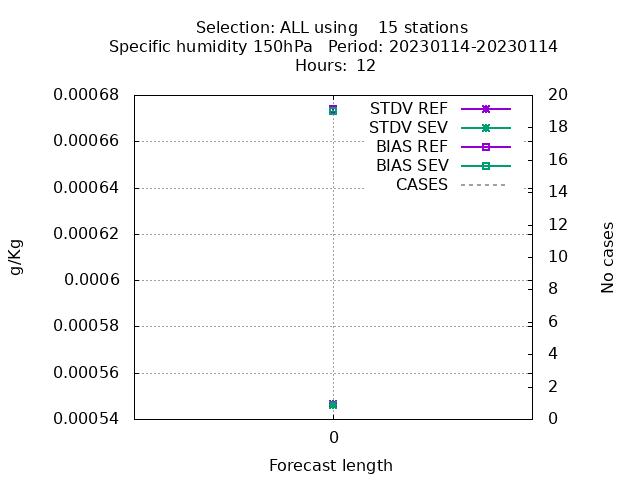 Selection: ALL using    15 stations
Specific humidity 150hPa   Period: 20230114-20230114
Hours: 12
0.00068
0.00066
0.00064
0.00062
0.0006
0.00058
0.00056
0.00054
g/Kg
STDV REF
STDV SEV
BIAS REF
BIAS SEV
CASES
20
18
16
14
12
10
8
6
4
2
0
No cases
0
Forecast length